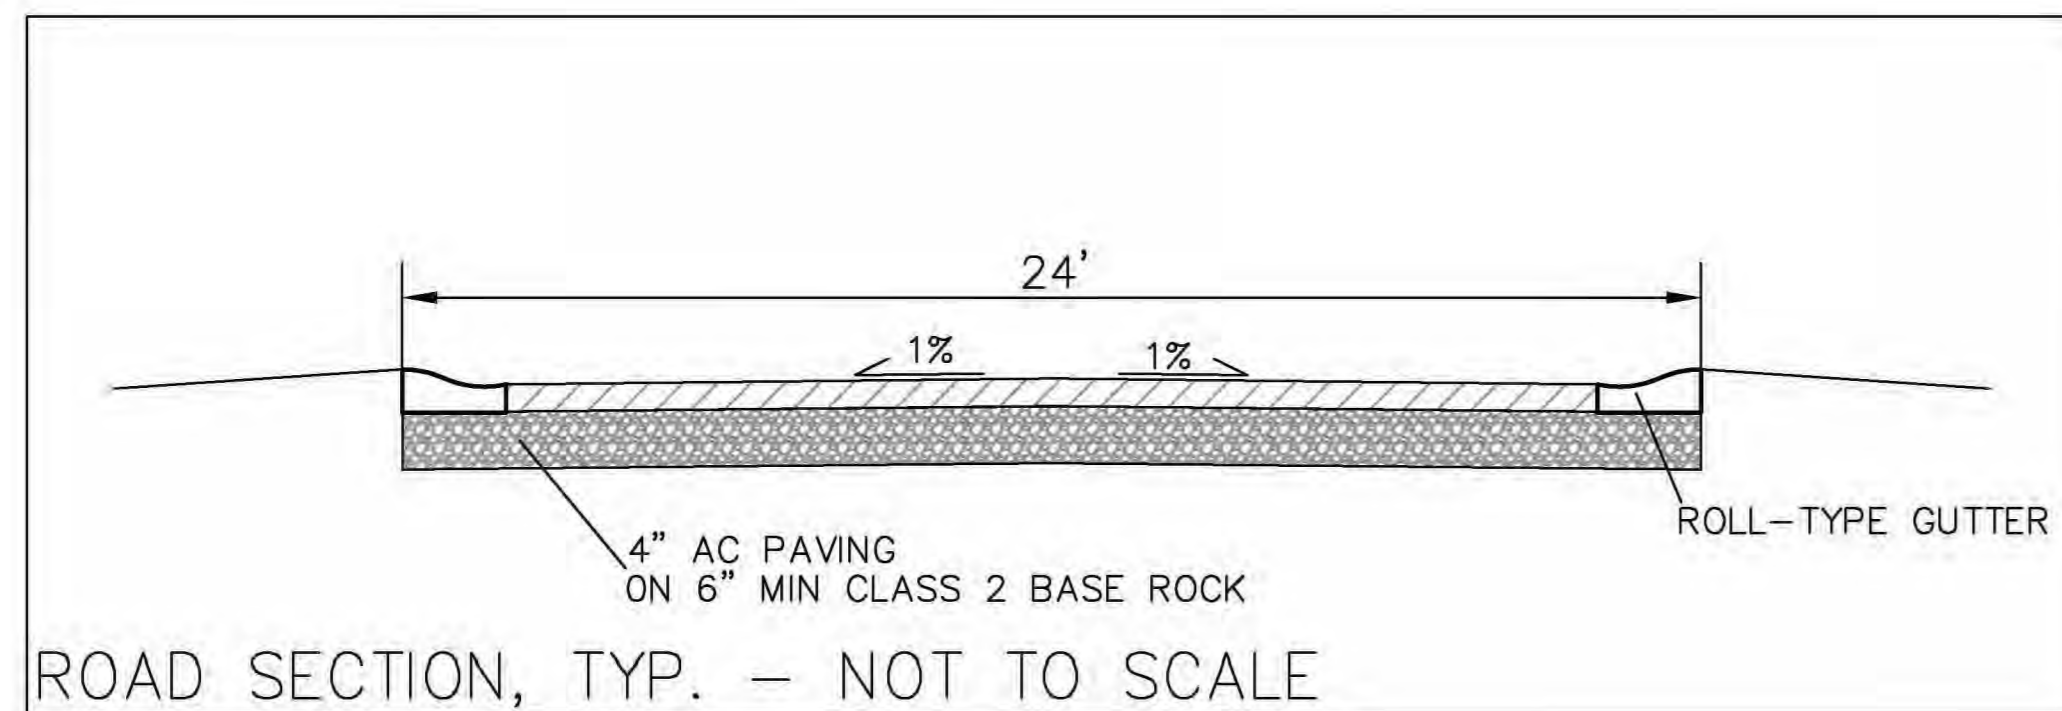 24'
1%
1%
ROLL-TYPE GUTTER
4" AC PAVING
ON 6" MIN CLASS 2 BASE ROCK
ROAD SECTION, TYP. – NOT TO SCALE